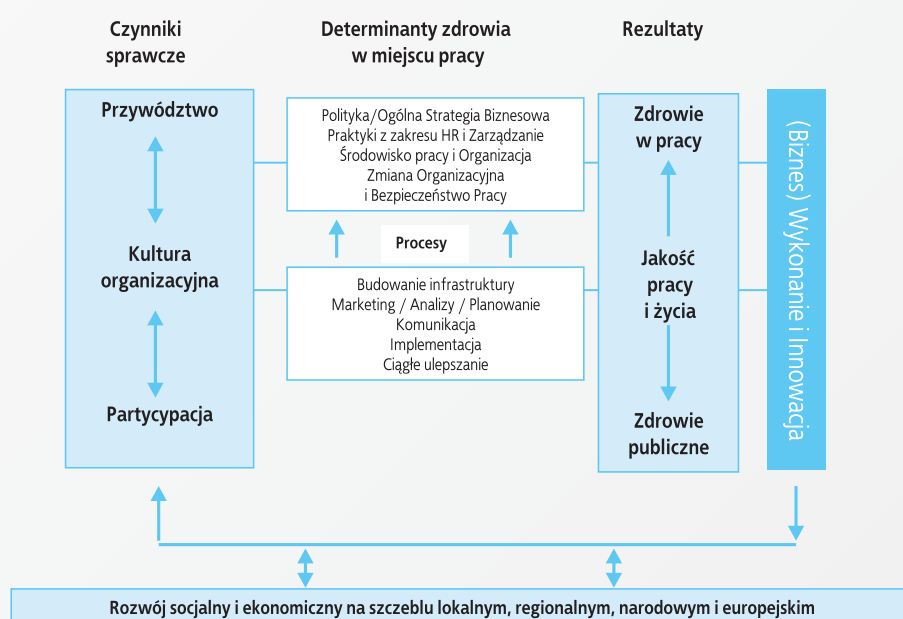 Czynniki
sprawcze
Determinanty zdrowia
w miejscu pracy
Rezultaty
Przywództwo
Kultura
organizacyjna
Partycypacja
Polityka/Ogólna Strategia Biznesowa
Praktyki z zakresu HR i Zarządzanie
Środowisko pracy i Organizacja
Zmiana Organizacyjna
i Bezpieczeństwo Pracy
Procesy
Budowanie infrastruktury
Marketing / Analizy / Planowanie
Komunikacja
Implementacja
Ciągłe ulepszanie
Zdrowie
w pracy
Jakość
pracy
i życia
Zdrowie
publiczne
(Biznes) Wykonanie i Innowacja
Rozwój socjalny i ekonomiczny na szczeblu lokalnym, regionalnym, narodowym i europejskim